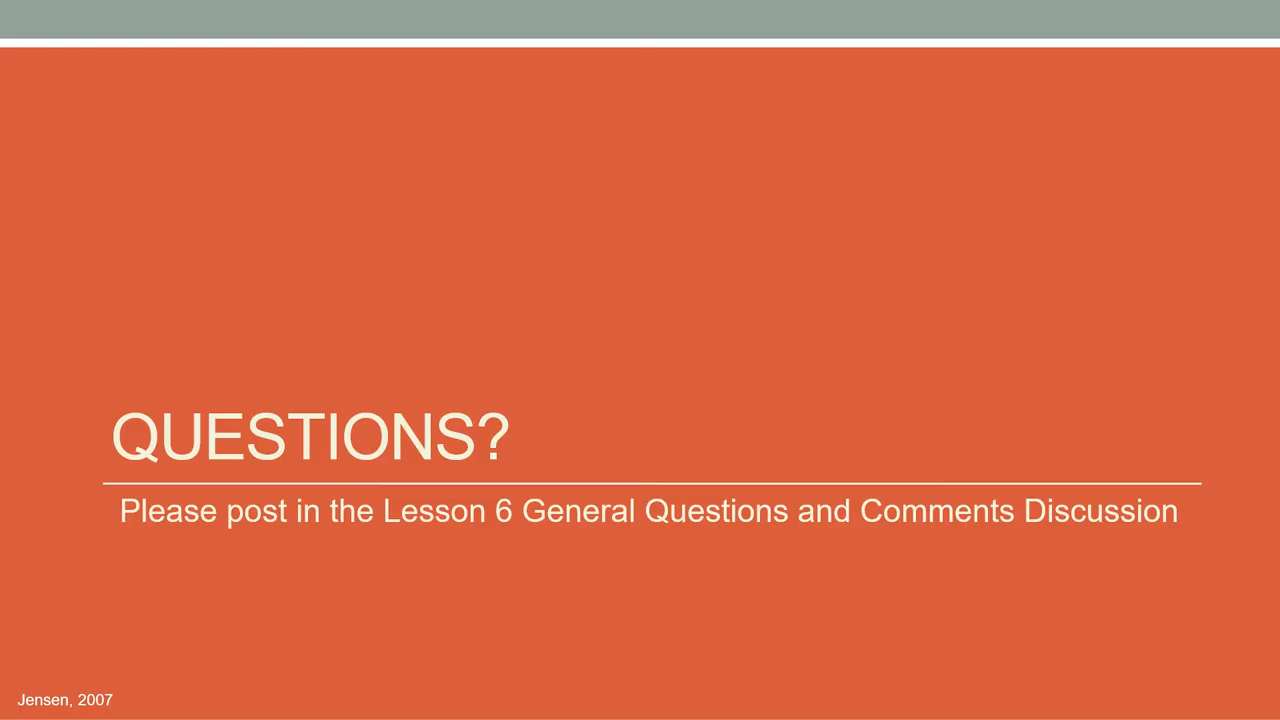 QUESTIONS?
Please post in the Lesson 6 General Questions and Comments Discussion
Jensen, 2007